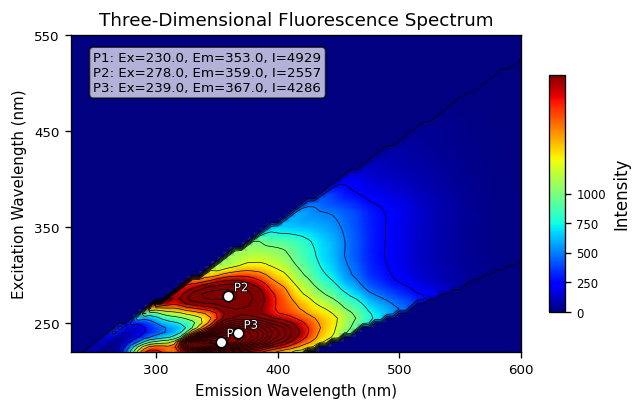 Three-Dimensional Fluorescence Spectrum
550
450
350
250
300
400
500
600
Excitation Wavelength (nm)
Emission Wavelength (nm)
P1: Ex=230.0, Em=353.0, I=4929
P2: Ex=278.0, Em=359.0, I=2557
P3: Ex=239.0, Em=367.0, I=4286
P2
P3
1000
750
500
250
0
Intensity